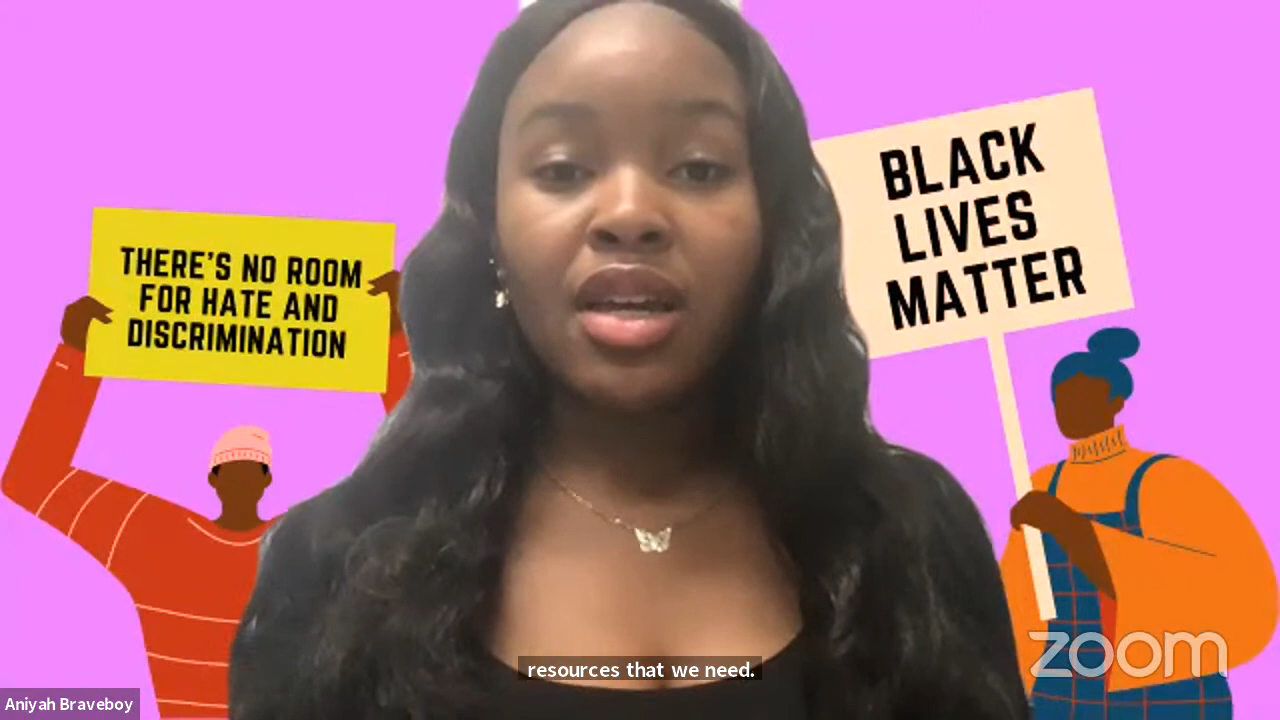 THERE'S NO ROOM
FOR HATE AND
DISCRIMINATION
BLACK
LIVES
MATTER
resources that we need.
zoom
Aniyah Braveboy